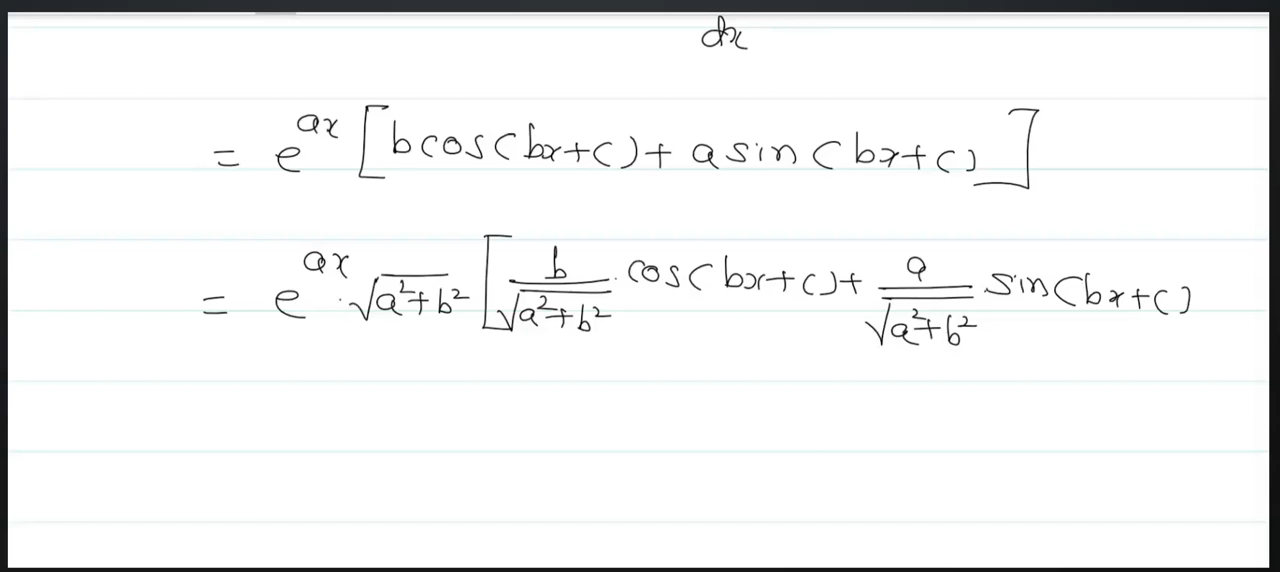 dx
= e^{ax} [b cos(bx+c) + a sin(bx+c)]
= e^{ax} . √(a²+b²) [b/√(a²+b²) . cos(bx+c) + a/√(a²+b²) sin(bx+c)